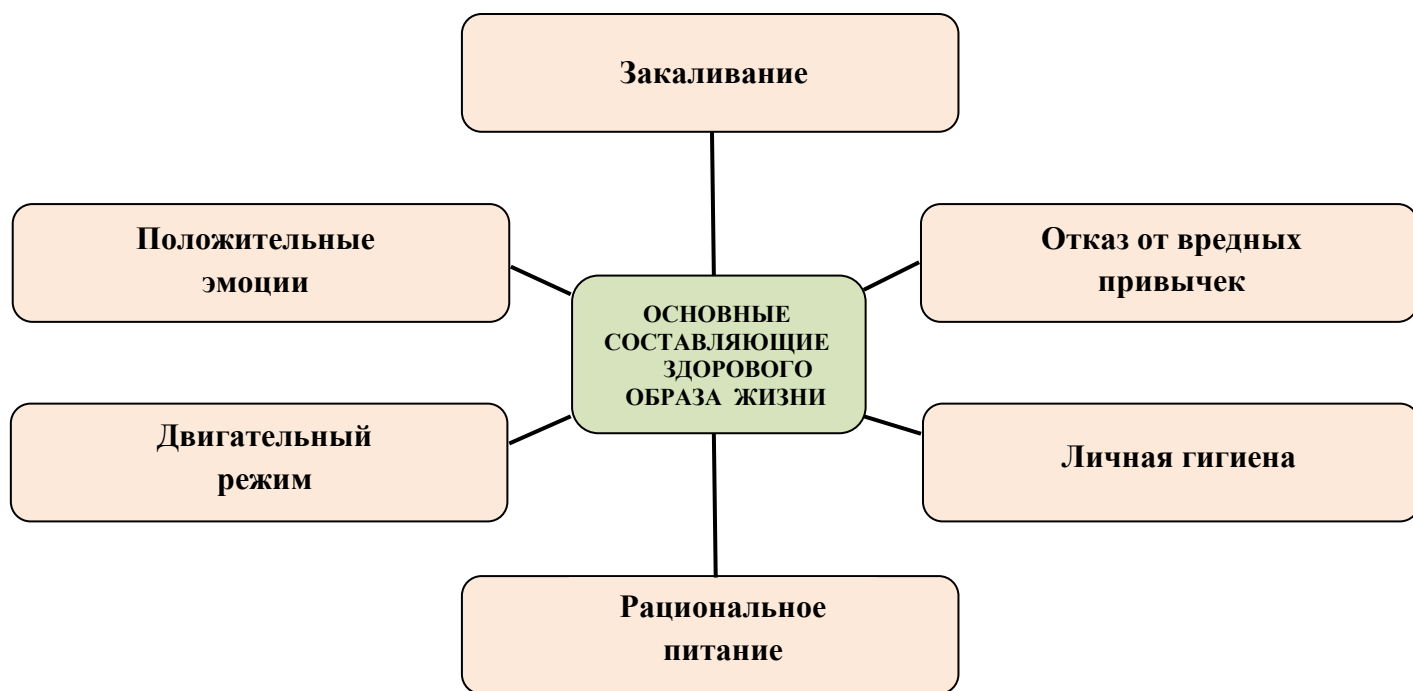 Закаливание
Положительные
эмоции
Отказ от вредных
привычек
ОСНОВНЫЕ
СОСТАВЛЯЮЩИЕ
ЗДОРОВОГО
ОБРАЗА ЖИЗНИ
Двигательный
режим
Личная гигиена
Рациональное
питание